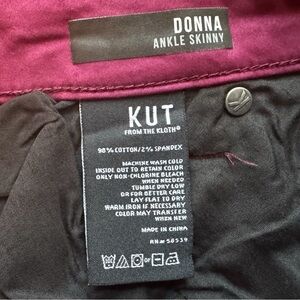 DONNA
ANKLE SKINNY
KUT
FROM THE KLOTH®
98% COTTON/2% SPANDEX
MACHINE WASH COLD
INSIDE OUT TO RETAIN COLOR
ONLY NON-CHLORINE BLEACH
WHEN NEEDED
TUMBLE DRY LOW
OR FOR BETTER CARE
LAY FLAT TO DRY
WARM IRON IF NECESSARY
COLOR MAY TRANSFER
WHEN NEW
MADE IN CHINA
RN# 58539
OR